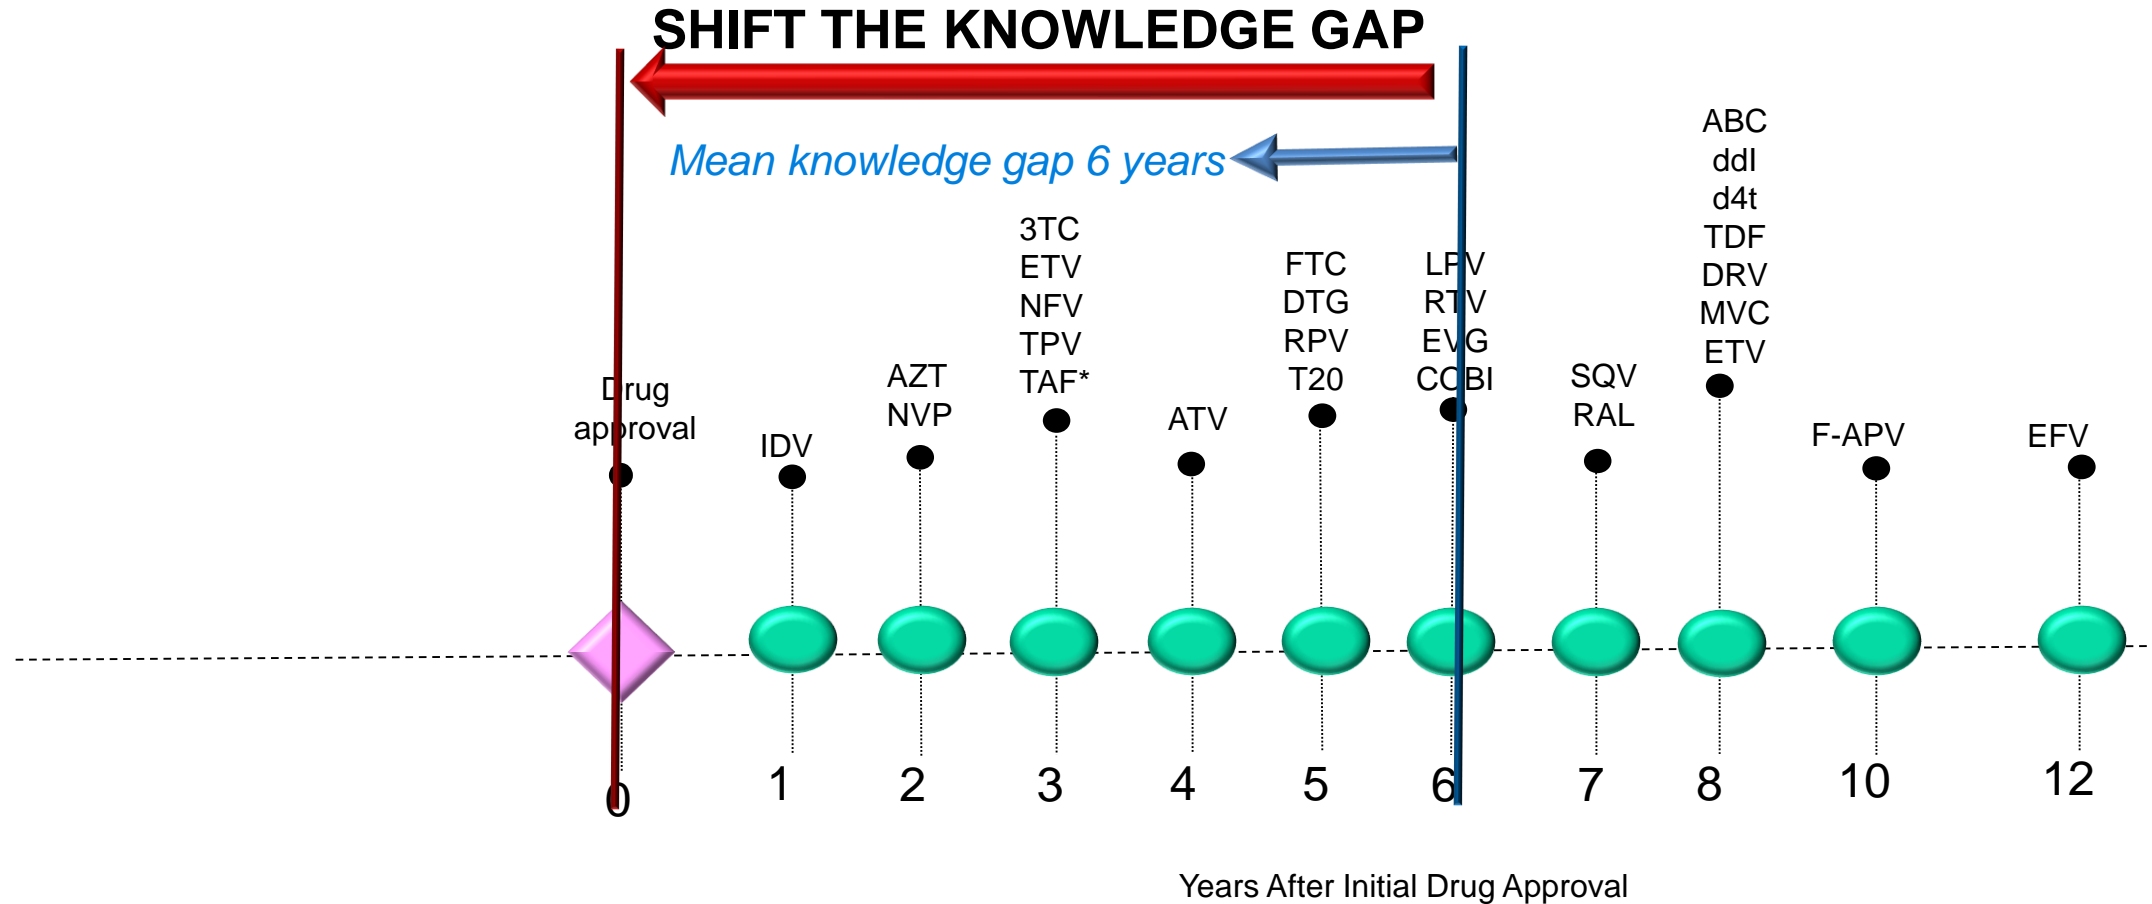 SHIFT THE KNOWLEDGE GAP
Mean knowledge gap 6 years
Drug
approval
IDV
AZT
NVP
3TC
ETV
NFV
TPV
TAF*
ATV
FTC
DTG
RPV
T20
LPV
RTV
EVG
COBI
SQV
RAL
ABC
ddI
d4t
TDF
DRV
MVC
ETV
F-APV
EFV
0
1
2
3
4
5
6
7
8
10
12
Years After Initial Drug Approval